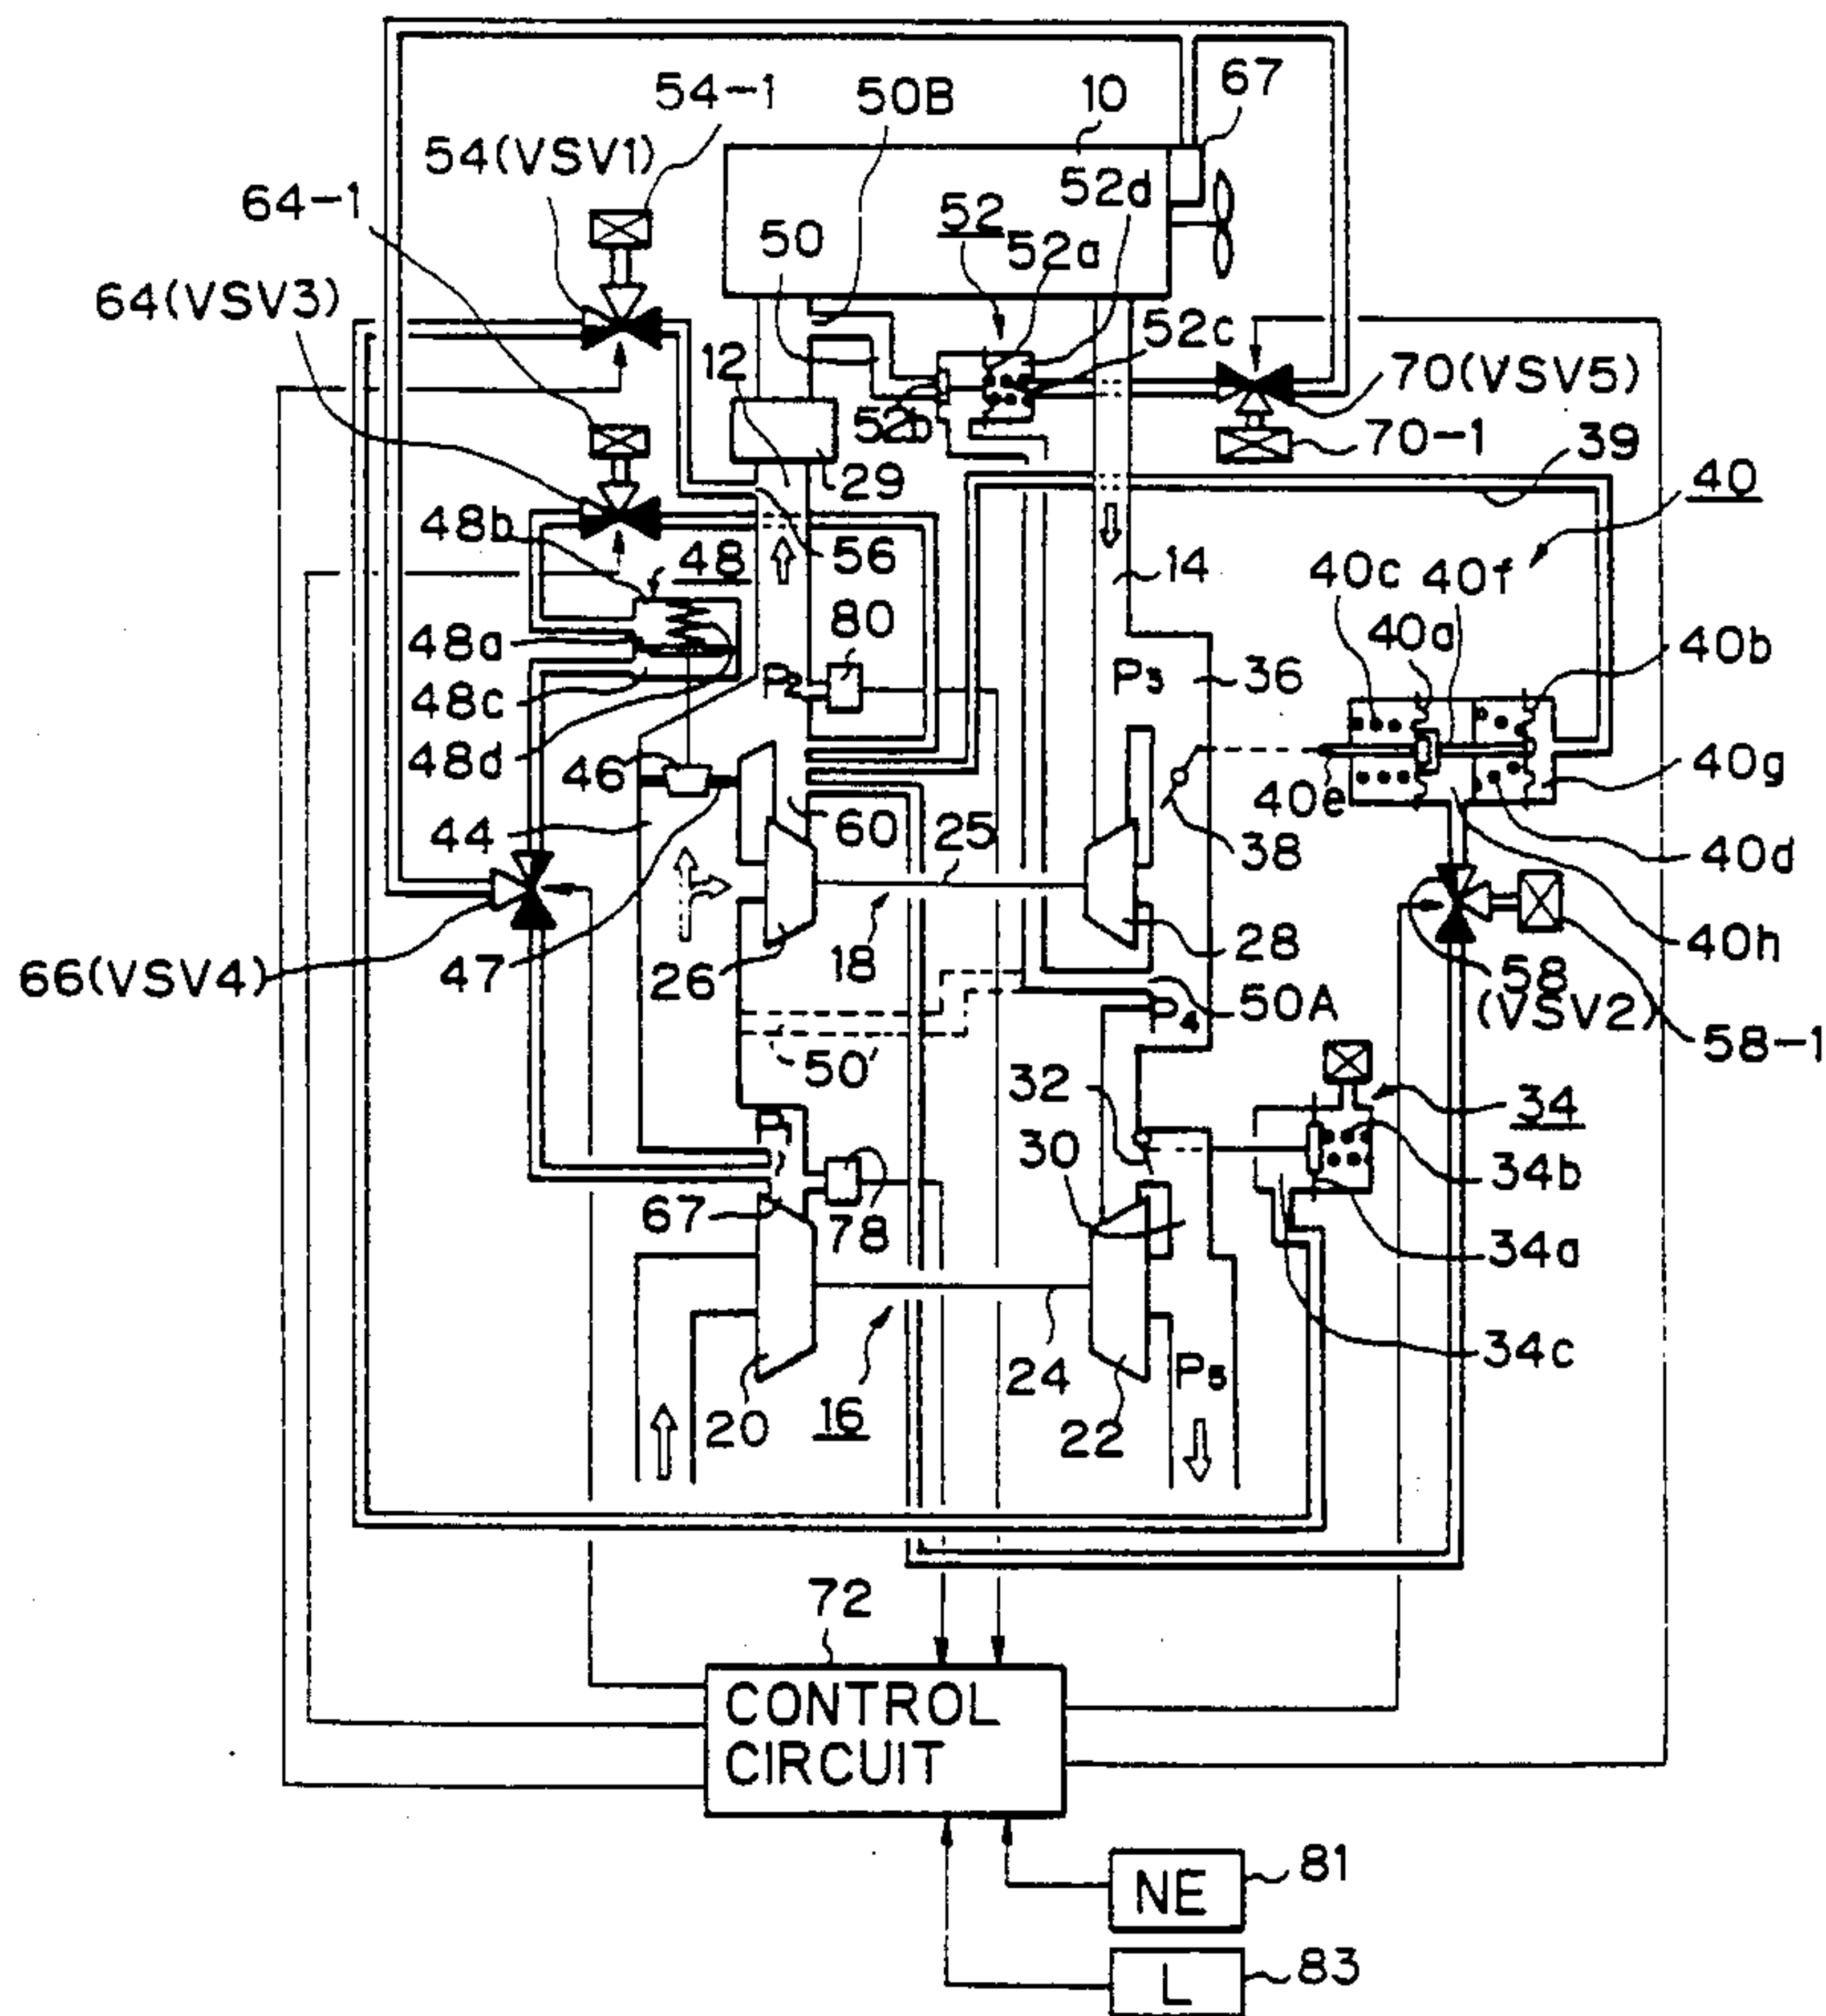 67
54-1
50B
10
54(VSV1)
64-1
52d
50
52
52a
64(VSV3)
52c
12
70(VSV5)
52b
70-1
39
29
40
48b
48
56
14
40c
40f
80
48a
40a
40b
P2
P3
36
48c
48d
46
40g
44
60
25
40e
38
40d
47
26
18
28
40h
66(VSV4)
58
(VSV2)
50A
P4
58-1
50'
32
34
P1
30
34b
67
78
34a
24
34c
20
16
22
P5
72
CONTROL
CIRCUIT
NE
81
L
83